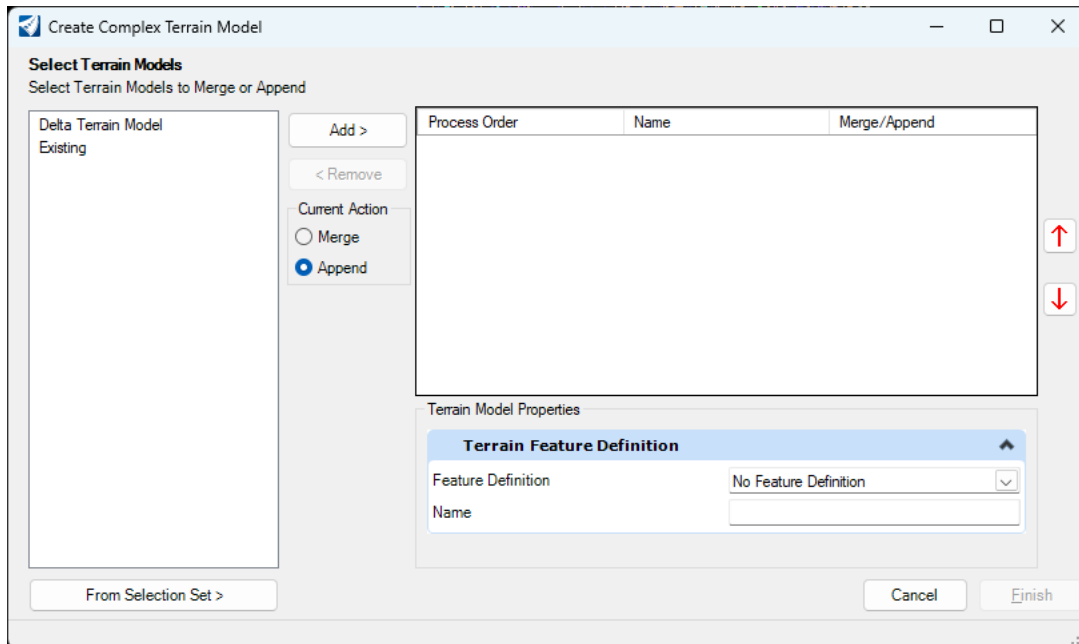 Create Complex Terrain Model
Select Terrain Models
Select Terrain Models to Merge or Append
Delta Terrain Model
Existing
Add >
< Remove
Current Action
Merge
Append
Process Order Name Merge/Append
Terrain Model Properties
Terrain Feature Definition
Feature Definition No Feature Definition
Name
From Selection Set >
Cancel
Finish